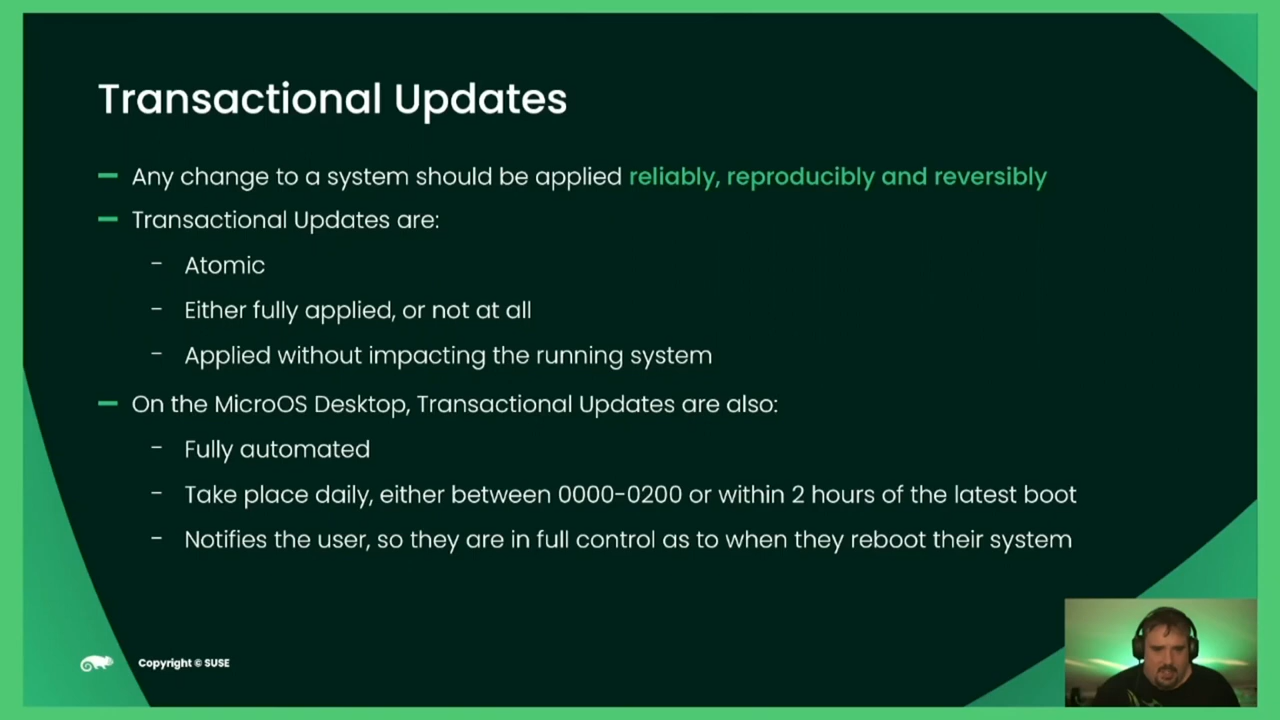 Transactional Updates
Any change to a system should be applied reliably, reproducibly and reversibly
Transactional Updates are:
Atomic
Either fully applied, or not at all
Applied without impacting the running system
On the MicroOS Desktop, Transactional Updates are also:
Fully automated
Take place daily, either between 0000-0200 or within 2 hours of the latest boot
Notifies the user, so they are in full control as to when they reboot their system
Copyright © SUSE